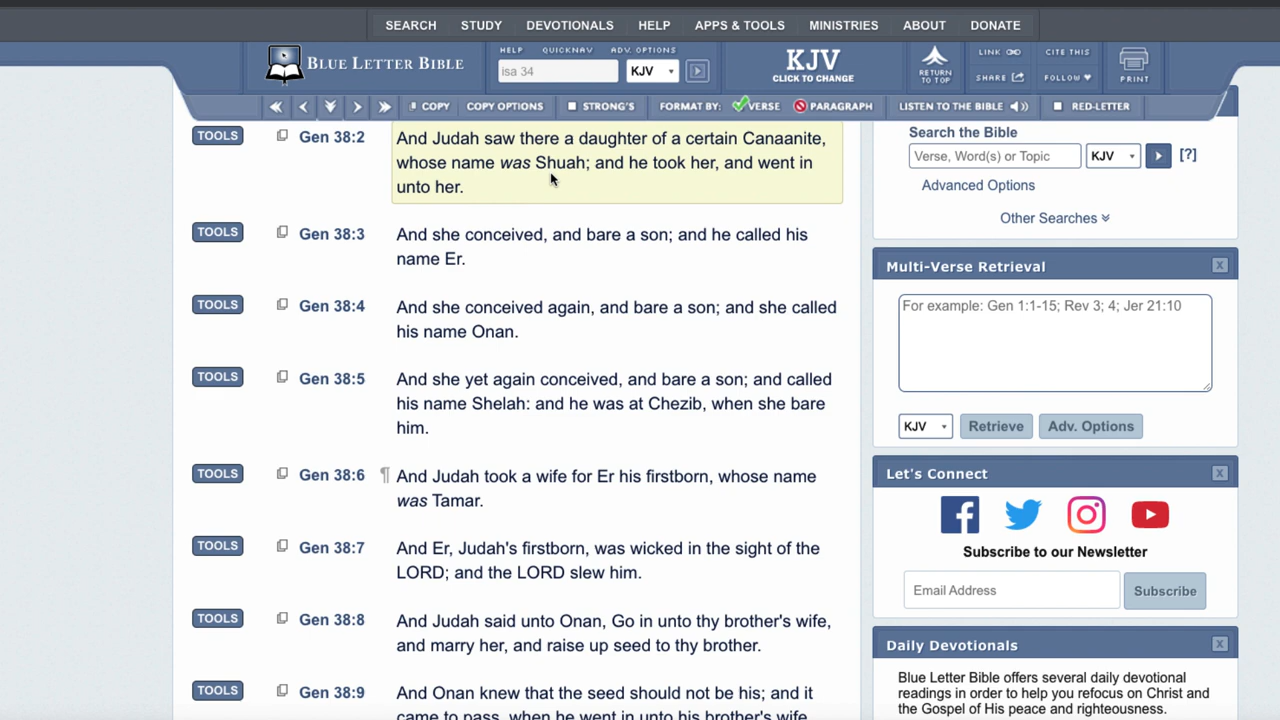 SEARCH STUDY DEVOTIONALS HELP APPS & TOOLS MINISTRIES ABOUT DONATE
BLUE LETTER BIBLE
HELP QUICKNAV ADV. OPTIONS
isa 34 KJV
KJV
CLICK TO CHANGE
RETURN
TO TOP
LINK
SHARE
CITE THIS
FOLLOW
PRINT
COPY COPY OPTIONS STRONG'S FORMAT BY: VERSE PARAGRAPH LISTEN TO THE BIBLE RED-LETTER
TOOLS Gen 38:2 And Judah saw there a daughter of a certain Canaanite,
whose name was Shuah; and he took her, and went in
unto her.
TOOLS Gen 38:3 And she conceived, and bare a son; and he called his
name Er.
TOOLS Gen 38:4 And she conceived again, and bare a son; and she called
his name Onan.
TOOLS Gen 38:5 And she yet again conceived, and bare a son; and called
his name Shelah: and he was at Chezib, when she bare
him.
TOOLS Gen 38:6 ¶ And Judah took a wife for Er his firstborn, whose name
was Tamar.
TOOLS Gen 38:7 And Er, Judah's firstborn, was wicked in the sight of the
LORD; and the LORD slew him.
TOOLS Gen 38:8 And Judah said unto Onan, Go in unto thy brother's wife,
and marry her, and raise up seed to thy brother.
TOOLS Gen 38:9 And Onan knew that the seed should not be his; and it
came to pass, when he went in unto his brother's wife
Search the Bible
Verse, Word(s) or Topic KJV [?]
Advanced Options
Other Searches
Multi-Verse Retrieval X
For example: Gen 1:1-15; Rev 3; 4; Jer 21:10
KJV Retrieve Adv. Options
Let's Connect X
Subscribe to our Newsletter
Email Address Subscribe
Daily Devotionals X
Blue Letter Bible offers several daily devotional
readings in order to help you refocus on Christ and
the Gospel of His peace and righteousness.